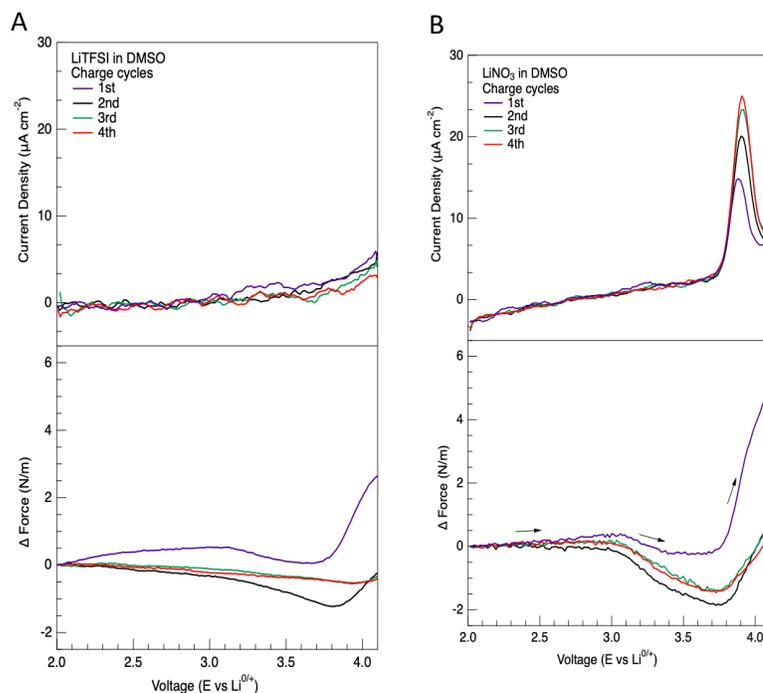 A
30
20
10
0
Current Density (µA cm⁻²)
LiTFSI in DMSO
Charge cycles
1st
2nd
3rd
4th
6
4
2
0
-2
Δ Force (N/m)
2.0 2.5 3.0 3.5 4.0
Voltage (E vs Li⁰/⁺)
B
30
20
10
0
Current Density (µA cm⁻²)
LiNO₃ in DMSO
Charge cycles
1st
2nd
3rd
4th
6
4
2
0
-2
Δ Force (N/m)
2.0 2.5 3.0 3.5 4.0
Voltage (E vs Li⁰/⁺)